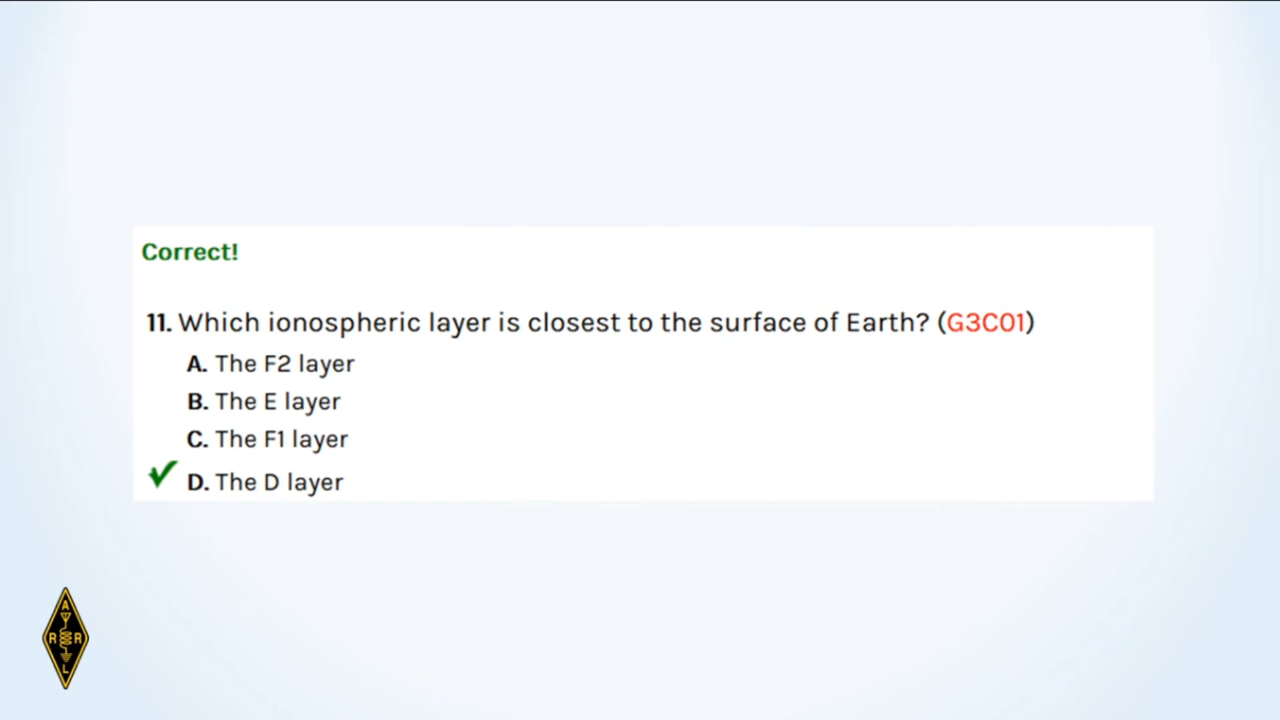 Correct!
11. Which ionospheric layer is closest to the surface of Earth? (G3C01)
A. The F2 layer
B. The E layer
C. The F1 layer
D. The D layer
A
R R
L